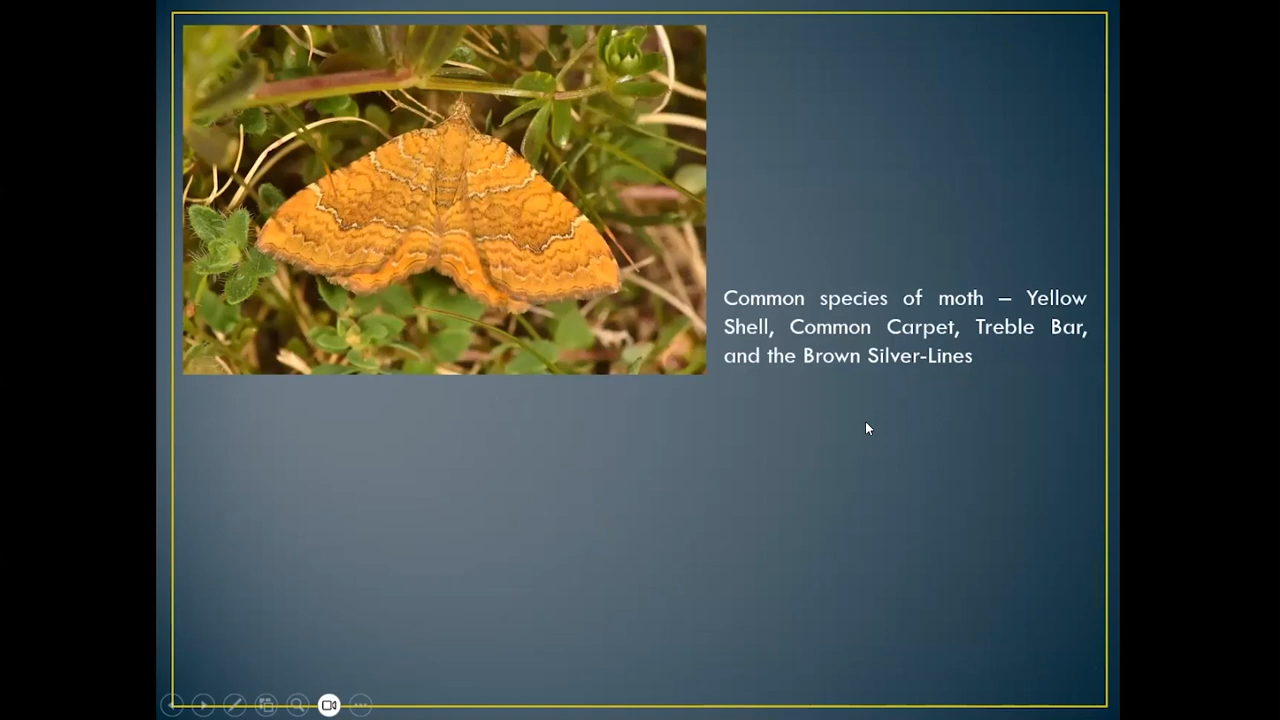 Common species of moth – Yellow
Shell, Common Carpet, Treble Bar,
and the Brown Silver-Lines